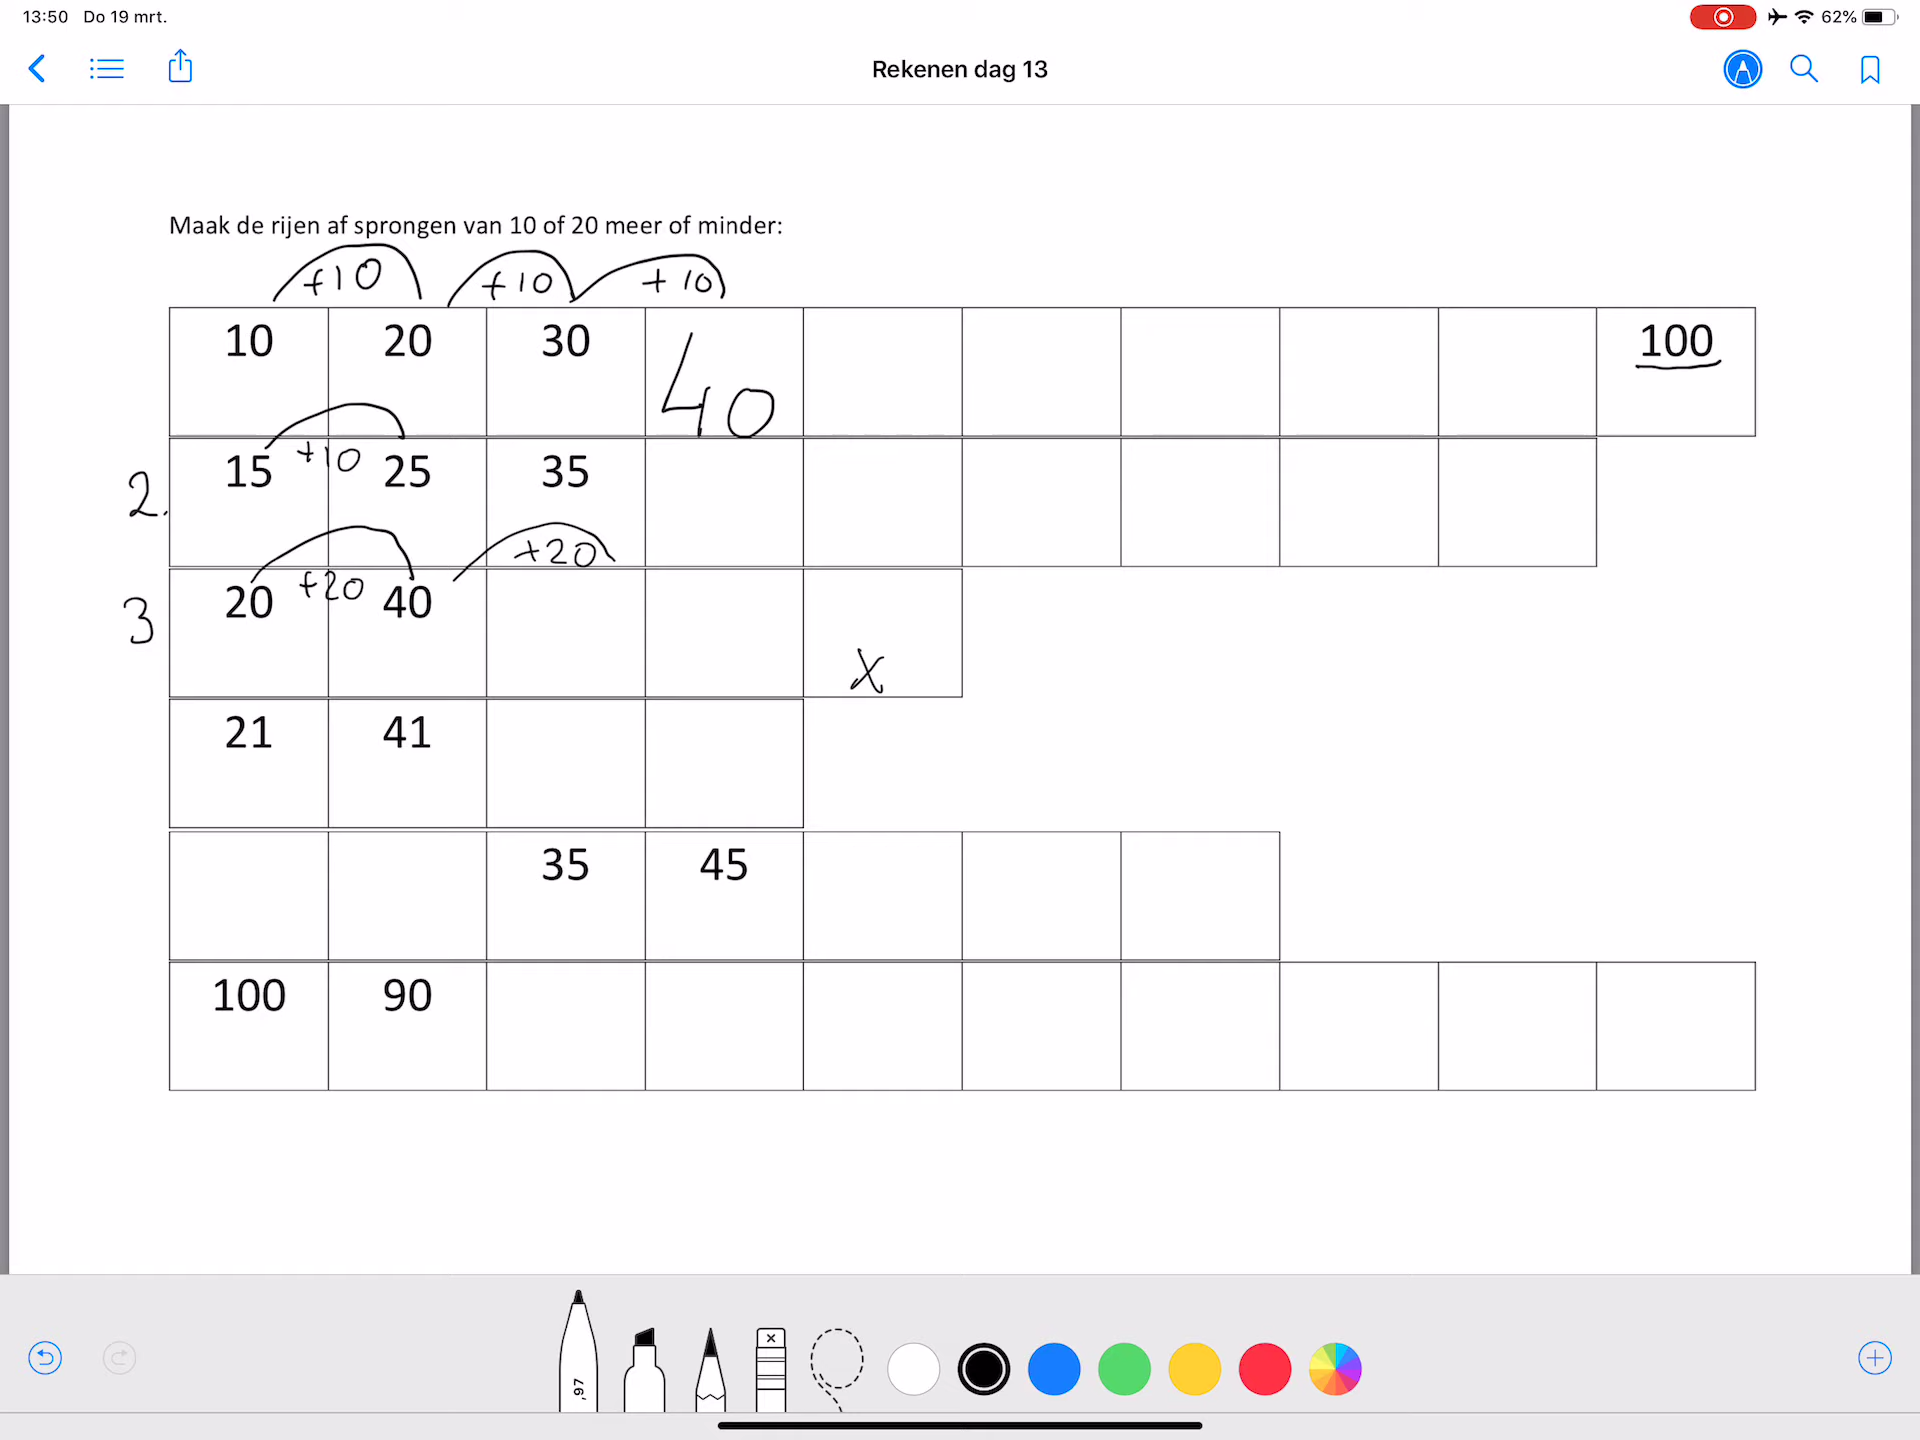 13:50 Do 19 mrt. 62%
Rekenen dag 13
Maak de rijen af sprongen van 10 of 20 meer of minder:
+10 +10 +10
10 20 30 40 100
+10
2. 15 25 35
+20 +20
3 20 40 x
21 41
35 45
100 90
,97